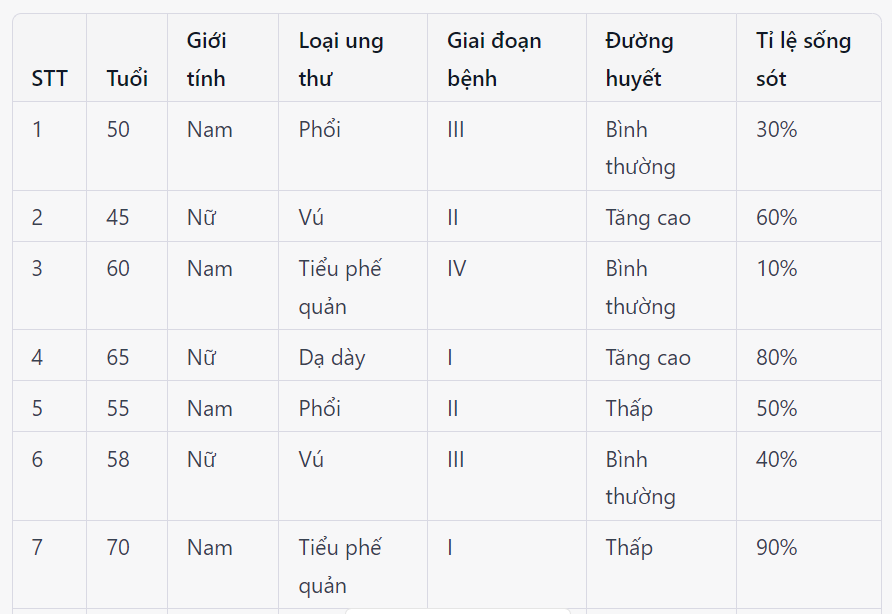 STT Tuổi Giới tính Loại ung thư Giai đoạn bệnh Đường huyết Tỉ lệ sống sót
1 50 Nam Phổi III Bình thường 30%
2 45 Nữ Vú II Tăng cao 60%
3 60 Nam Tiểu phế quản IV Bình thường 10%
4 65 Nữ Dạ dày I Tăng cao 80%
5 55 Nam Phổi II Thấp 50%
6 58 Nữ Vú III Bình thường 40%
7 70 Nam Tiểu phế quản I Thấp 90%